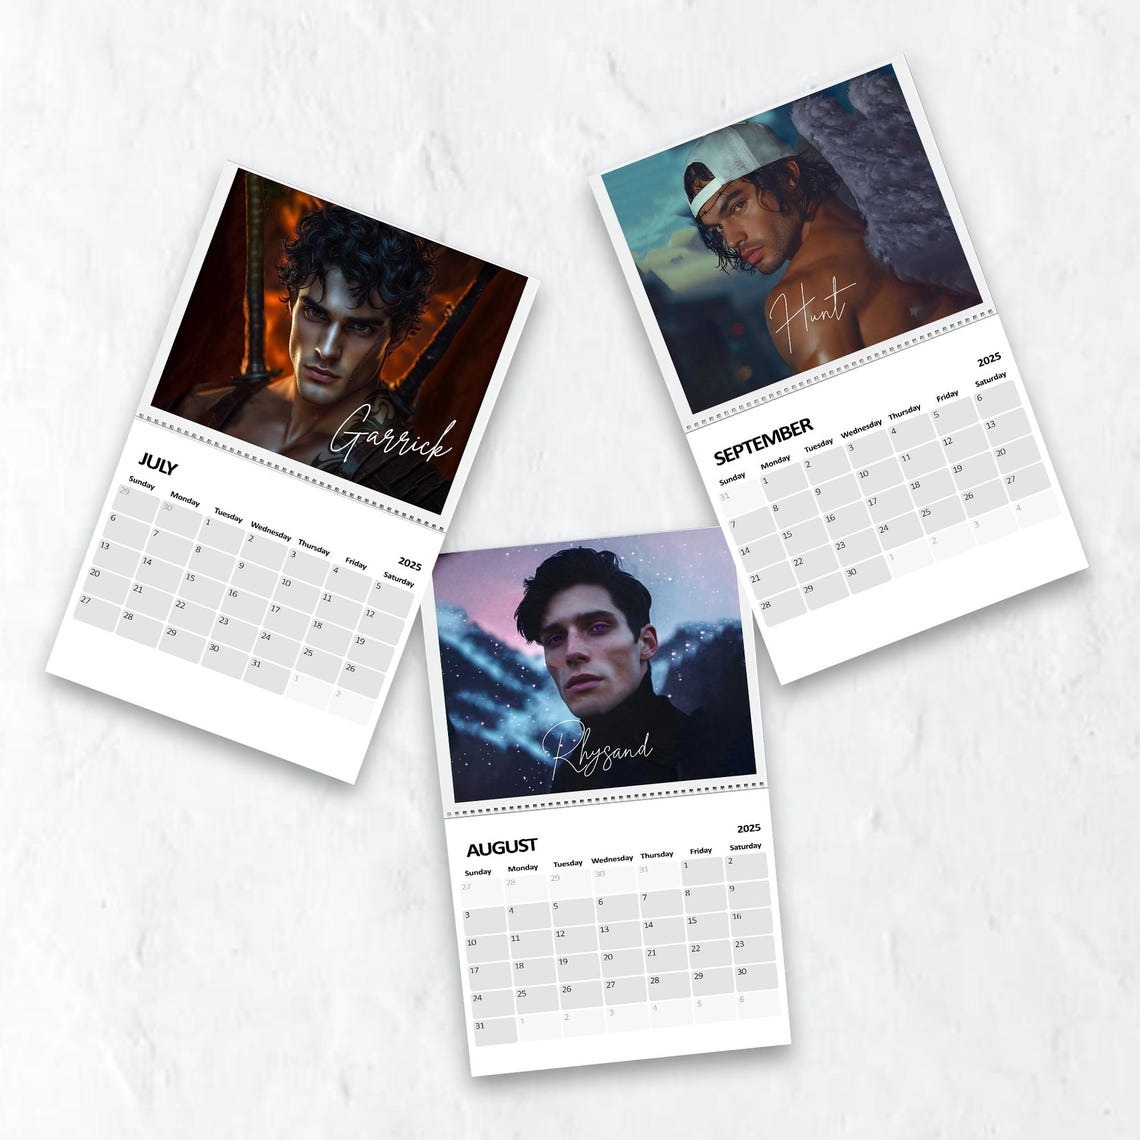 Garrick
JULY
2025
Sunday Monday Tuesday Wednesday Thursday Friday Saturday
29 30 1 2 3 4 5
6 7 8 9 10 11 12
13 14 15 16 17 18 19
20 21 22 23 24 25 26
27 28 29 30 31 1 2
Hunt
SEPTEMBER
2025
Sunday Monday Tuesday Wednesday Thursday Friday Saturday
31 1 2 3 4 5 6
7 8 9 10 11 12 13
14 15 16 17 18 19 20
21 22 23 24 25 26 27
28 29 30 1 2 3 4
Rhysand
AUGUST
2025
Sunday Monday Tuesday Wednesday Thursday Friday Saturday
27 28 29 30 31 1 2
3 4 5 6 7 8 9
10 11 12 13 14 15 16
17 18 19 20 21 22 23
24 25 26 27 28 29 30
31 1 2 3 4 5 6